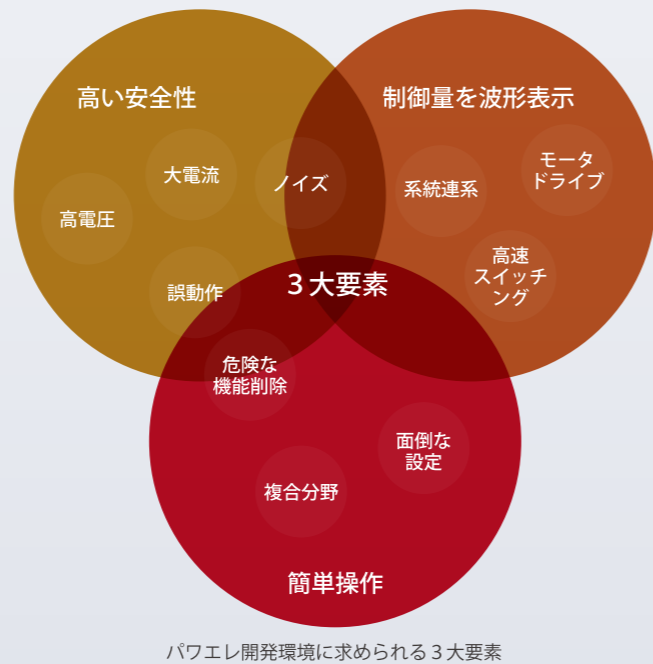 高い安全性
制御量を波形表示
大電流
ノイズ
系統連系
モータ
ドライブ
高電圧
高速
スイッチ
ング
誤動作
３大要素
危険な
機能削除
面倒な
設定
複合分野
簡単操作
パワエレ開発環境に求められる３大要素